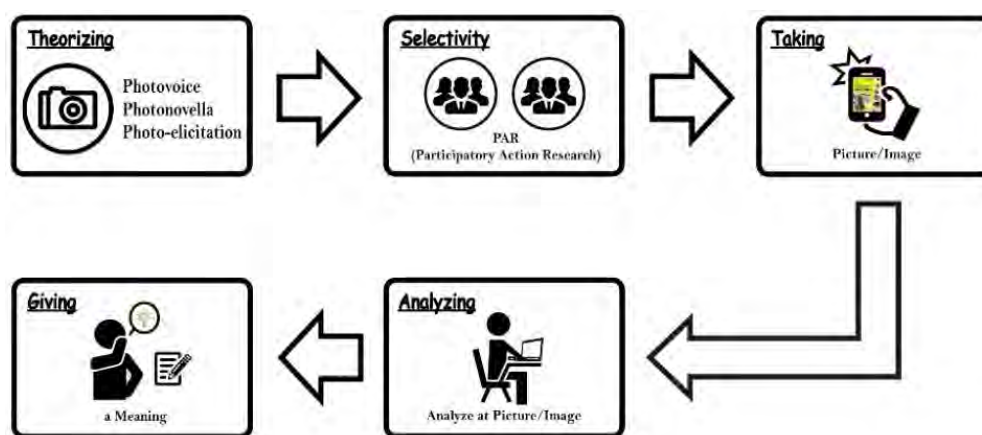 Theorizing
Photovoice
Photonovella
Photo-elicitation
Selectivity
PAR
(Participatory Action Research)
Taking
Picture/Image
Analyzing
Analyze at Picture/Image
Giving
a Meaning